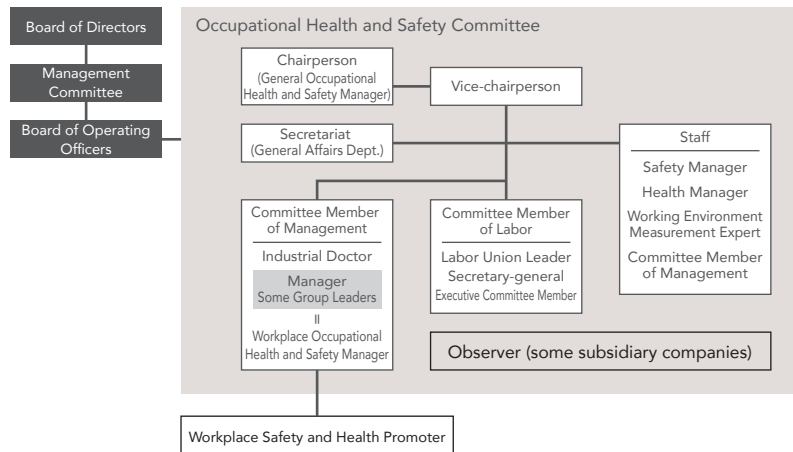 Board of Directors
Management
Committee
Board of Operating
Officers
Occupational Health and Safety Committee
Chairperson
(General Occupational
Health and Safety Manager)
Vice-chairperson
Secretariat
(General Affairs Dept.)
Staff
Safety Manager
Health Manager
Working Environment
Measurement Expert
Committee Member
of Management
Committee Member
of Management
Industrial Doctor
Manager
Some Group Leaders
=
Workplace Occupational
Health and Safety Manager
Committee Member
of Labor
Labor Union Leader
Secretary-general
Executive Committee Member
Observer (some subsidiary companies)
Workplace Safety and Health Promoter